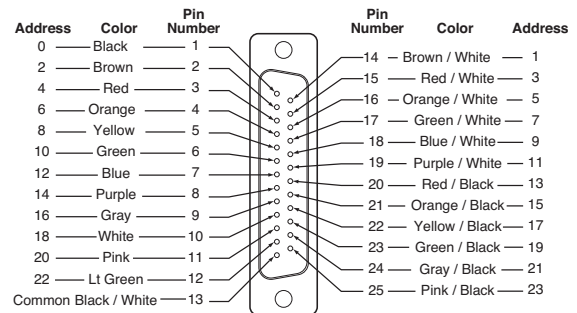 Address Color Pin Number
0 Black 1
2 Brown 2
4 Red 3
6 Orange 4
8 Yellow 5
10 Green 6
12 Blue 7
14 Purple 8
16 Gray 9
18 White 10
20 Pink 11
22 Lt Green 12
Common Black / White 13
Pin Number Color Address
14 Brown / White 1
15 Red / White 3
16 Orange / White 5
17 Green / White 7
18 Blue / White 9
19 Purple / White 11
20 Red / Black 13
21 Orange / Black 15
22 Yellow / Black 17
23 Green / Black 19
24 Gray / Black 21
25 Pink / Black 23